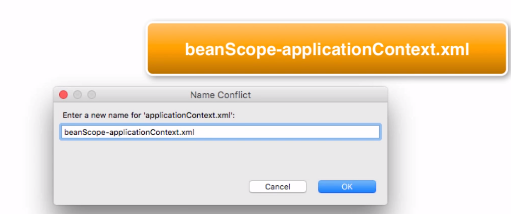 beanScope-applicationContext.xml
Name Conflict
Enter a new name for 'applicationContext.xml':
beanScope-applicationContext.xml
Cancel OK